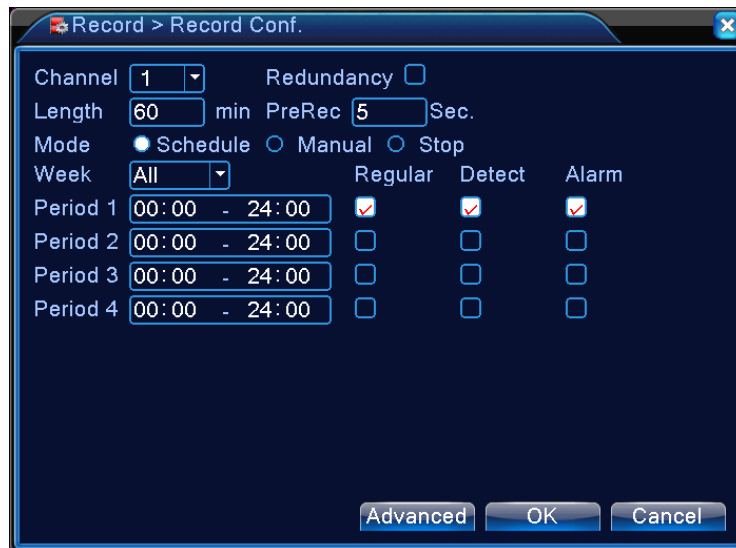 Record > Record Conf.
Channel 1 Redundancy
Length 60 min PreRec 5 Sec.
Mode Schedule Manual Stop
Week All Regular Detect Alarm
Period 1 00:00 - 24:00
Period 2 00:00 - 24:00
Period 3 00:00 - 24:00
Period 4 00:00 - 24:00
Advanced OK Cancel